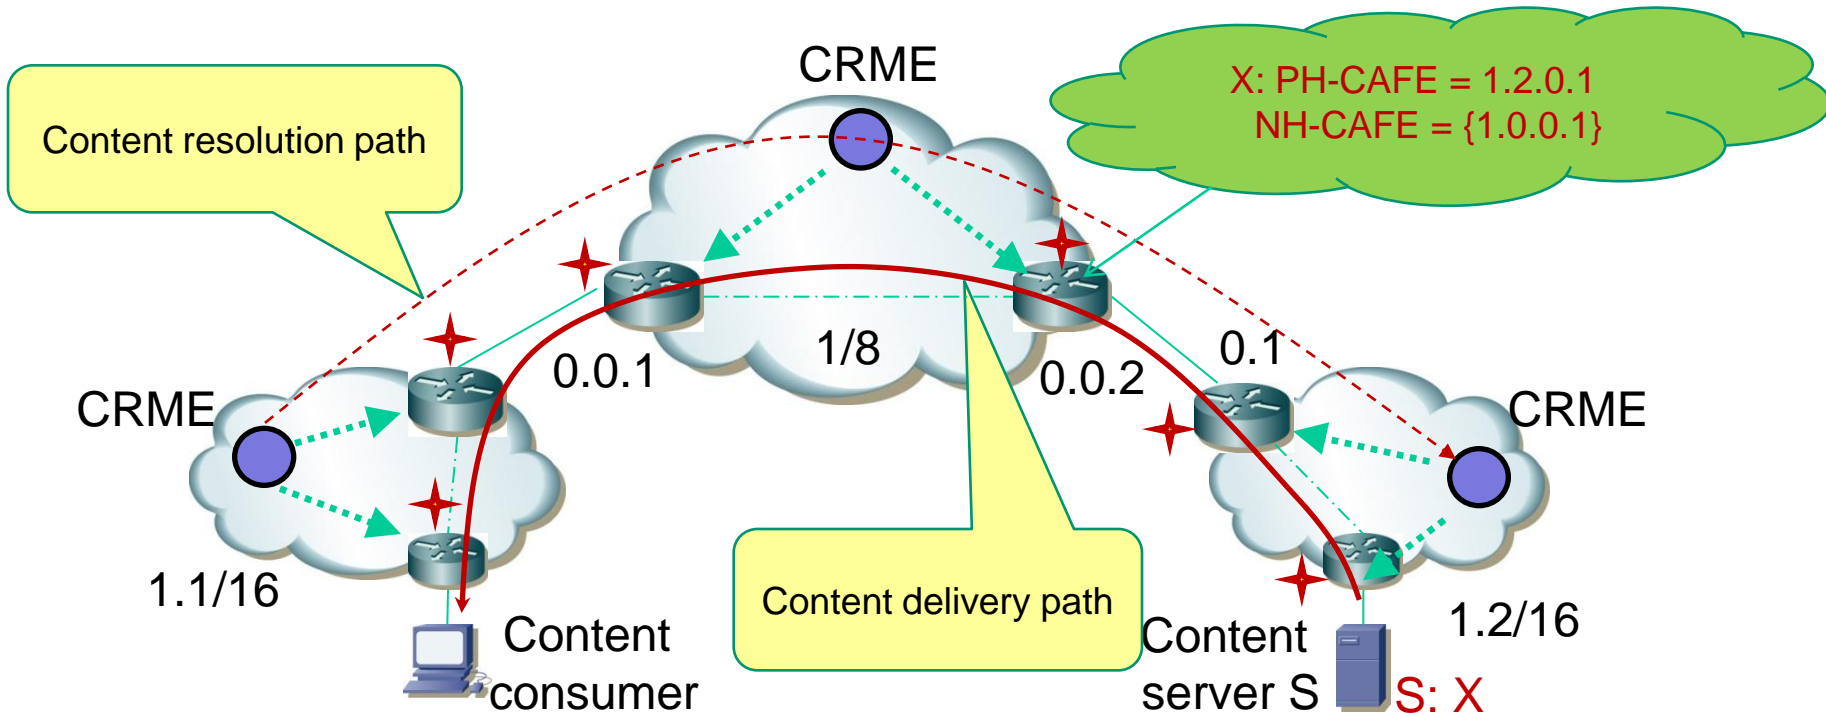 CRME
X: PH-CAFE = 1.2.0.1
NH-CAFE = {1.0.0.1}
Content resolution path
0.0.1
1/8
0.0.2
0.1
CRME
CRME
1.1/16
Content delivery path
1.2/16
Content
consumer
Content
server S
S: X